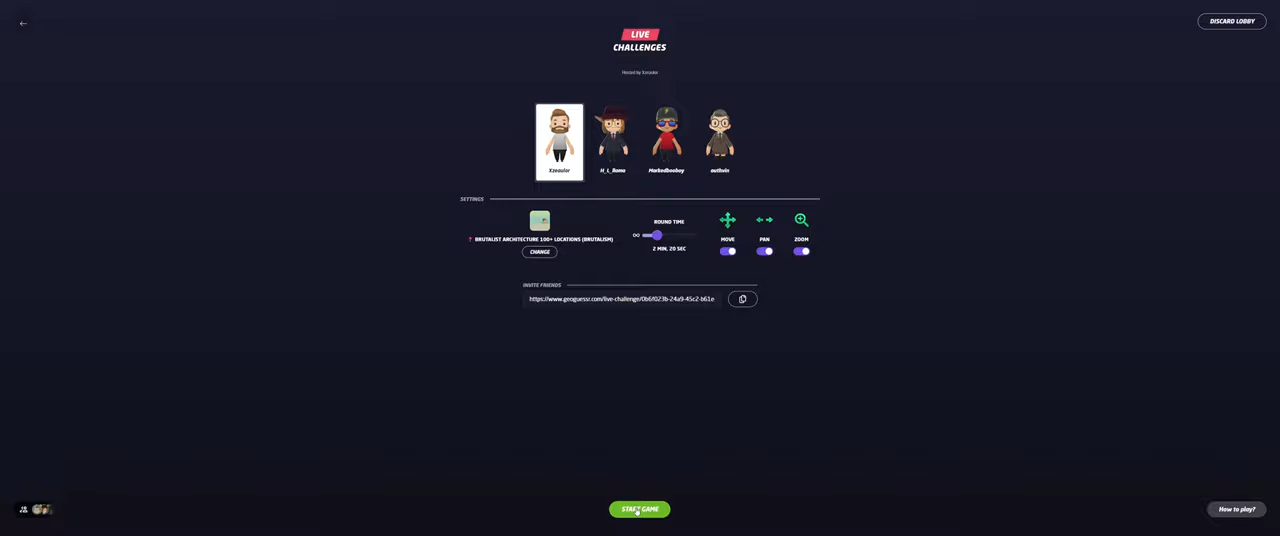 DISCARD LOBBY
LIVE
CHALLENGES
Hosted by Xzeaulor
Xzeaulor
H_L_llama
Markedbooboy
authvin
SETTINGS
BRUTALIST ARCHITECTURE 100+ LOCATIONS (BRUTALISM)
CHANGE
ROUND TIME
∞
2 MIN, 20 SEC
MOVE
PAN
ZOOM
INVITE FRIENDS
https://www.geoguessr.com/live-challenge/0b6f023b-24a9-45c2-b61e
START GAME
How to play?